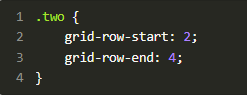 1 .two {
2     grid-row-start: 2;
3     grid-row-end: 4;
4 }